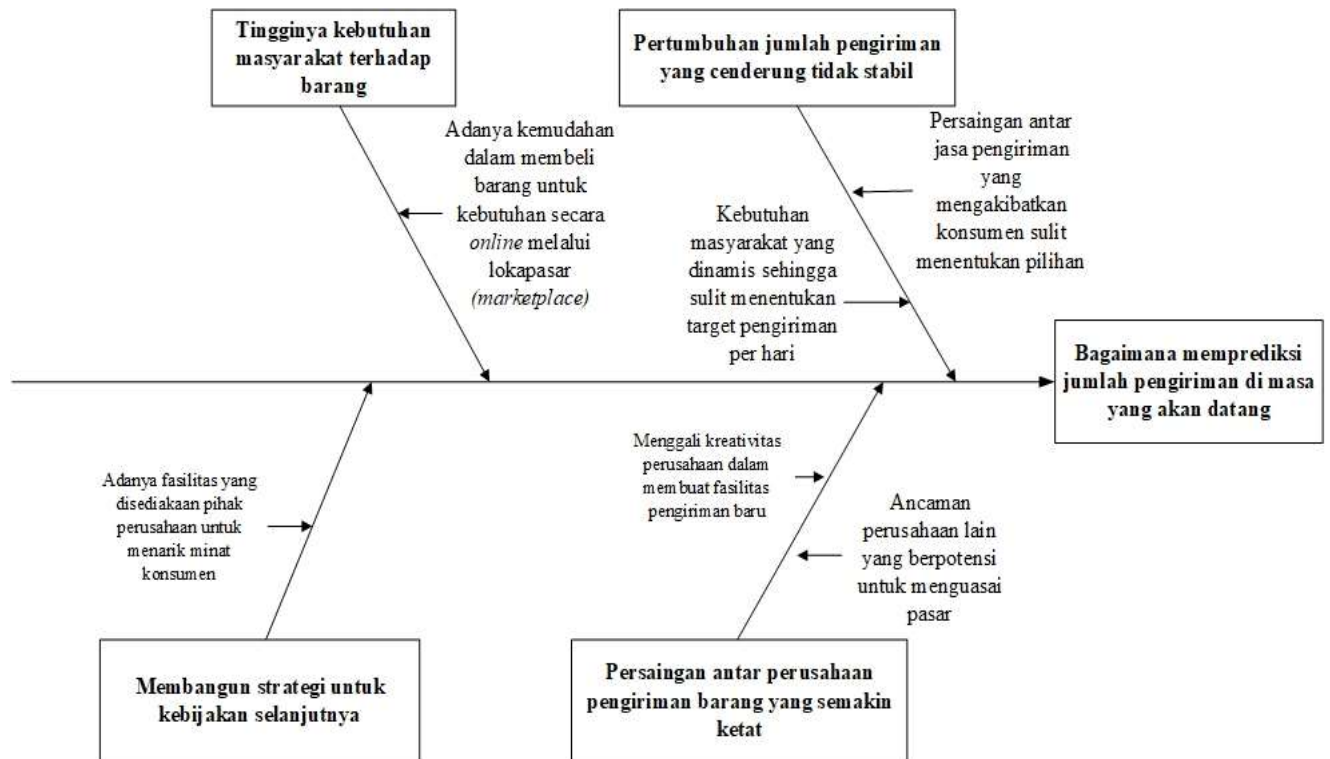 Tingginya kebutuhan
masyarakat terhadap
barang
Pertumbuhan jumlah pengiriman
yang cenderung tidak stabil
Adanya kemudahan
dalam membeli
barang untuk
kebutuhan secara
online melalui
lokapasar
(marketplace)
Kebutuhan
masyarakat yang
dinamis sehingga
sulit menentukan
target pengiriman
per hari
Persaingan antar
jasa pengiriman
yang
mengakibatkan
konsumen sulit
menentukan pilihan
Bagaimana memprediksi
jumlah pengiriman di masa
yang akan datang
Adanya fasilitas yang
disediakaan pihak
perusahaan untuk
menarik minat
konsumen
Menggali kreativitas
perusahaan dalam
membuat fasilitas
pengiriman baru
Ancaman
perusahaan lain
yang berpotensi
untuk menguasai
pasar
Membangun strategi untuk
kebijakan selanjutnya
Persaingan antar perusahaan
pengiriman barang yang semakin
ketat